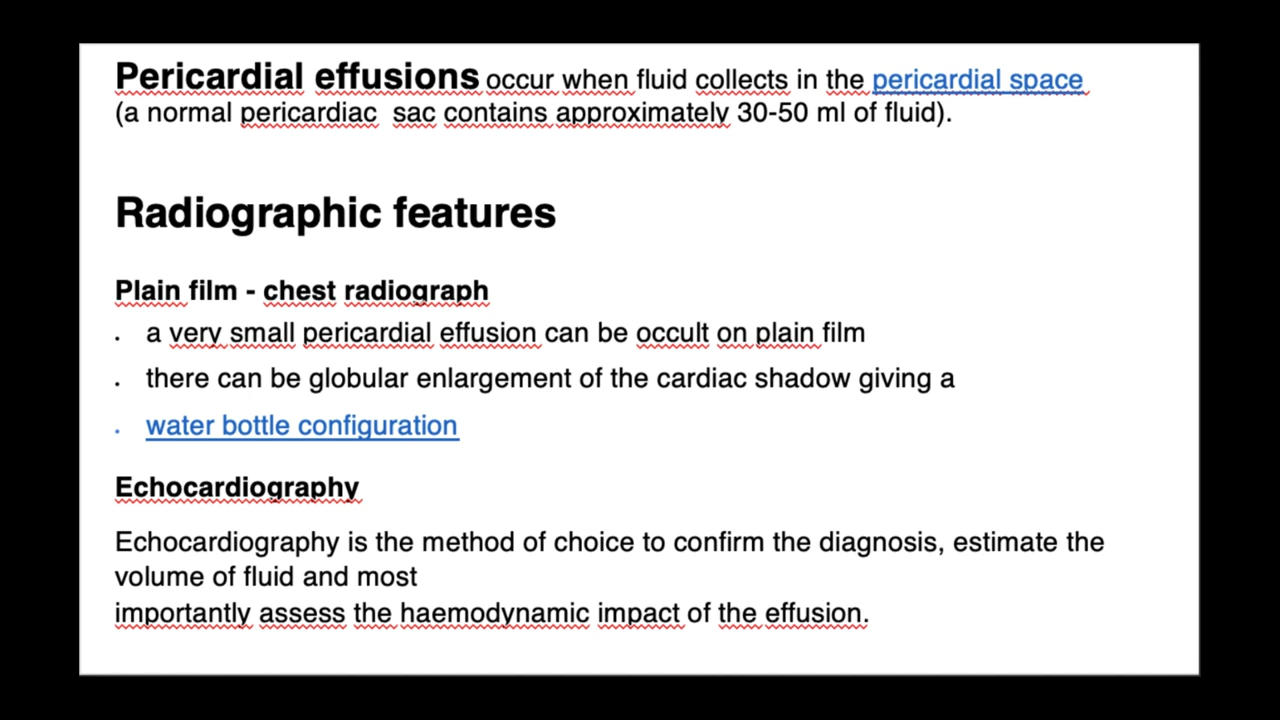 Pericardial effusions occur when fluid collects in the pericardial space
(a normal pericardiac sac contains approximately 30-50 ml of fluid).
Radiographic features
Plain film - chest radiograph
• a very small pericardial effusion can be occult on plain film
• there can be globular enlargement of the cardiac shadow giving a
• water bottle configuration
Echocardiography
Echocardiography is the method of choice to confirm the diagnosis, estimate the
volume of fluid and most
importantly assess the haemodynamic impact of the effusion.